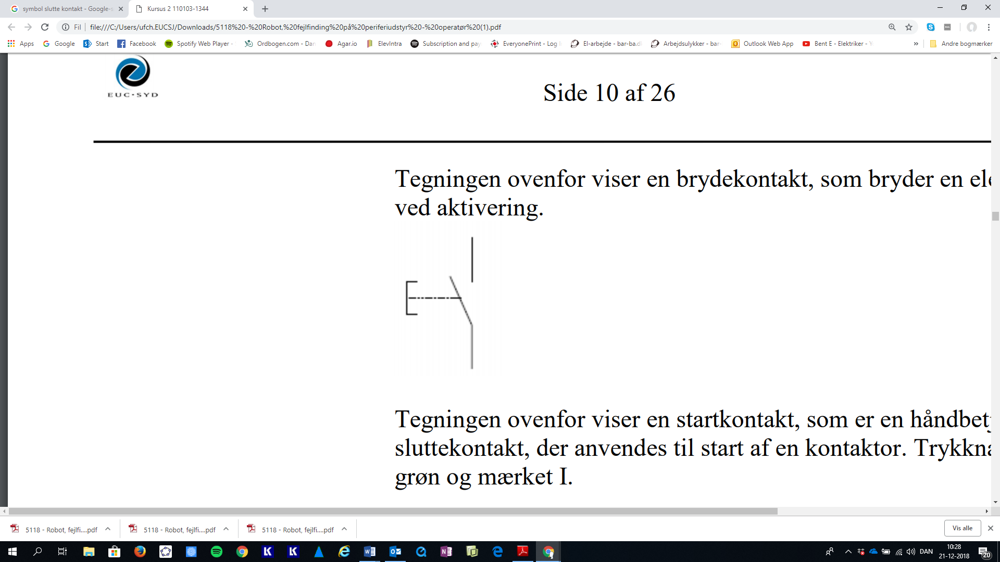 symbol slutte kontakt - Google-s
Kursus 2 110103-1344
Fil
file:///C:/Users/ufch.EUCSJ/Downloads/5118%20-%20Robot,%20fejlfinding%20på%20periferiudstyr%20-%20operatør%20(1).pdf
Apps
Google
Start
Facebook
Spotify Web Player -
Ordbogen.com - Dan
Agar.io
ElevIntra
Subscription and pay
EveryonePrint - Log I
El-arbejde - bar-ba.d
Arbejdsulykker - bar-
Outlook Web App
Bent E - Elektriker - Y
»
Andre bogmærker
EUC·SYD
Side 10 af 26
Tegningen ovenfor viser en brydekontakt, som bryder en ele
ved aktivering.
Tegningen ovenfor viser en startkontakt, som er en håndbetj
sluttekontakt, der anvendes til start af en kontaktor. Trykkna
grøn og mærket I.
5118 - Robot, fejlfi....pdf
5118 - Robot, fejlfi....pdf
5118 - Robot, fejlfi....pdf
Vis alle
DAN
10:28
21-12-2018
20